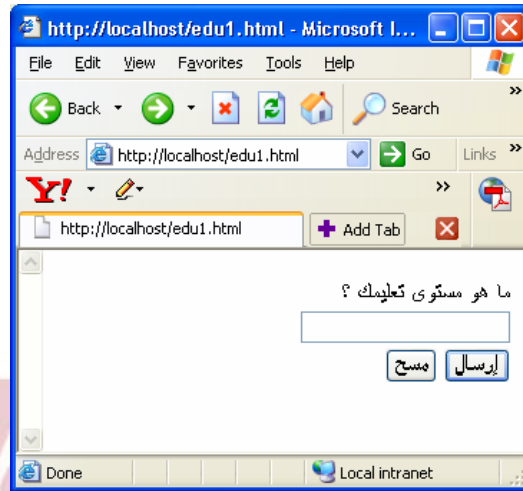 http://localhost/edu1.html - Microsoft I...
File Edit View Favorites Tools Help
Back Search »
Address http://localhost/edu1.html Go Links »
Y! »
http://localhost/edu1.html Add Tab
ما هو مستوى تعليمك ؟
إرسال مسح
Done Local intranet